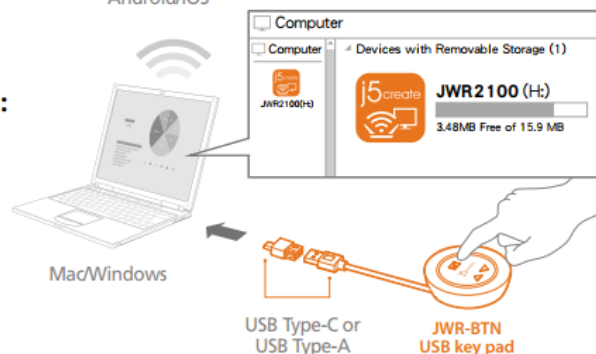 Android/iOS
Computer
Computer
Devices with Removable Storage (1)
j5create
JWR2100(H:)
j5create
JWR2100 (H:)
3.48MB Free of 15.9 MB
:
Mac/Windows
USB Type-C or
USB Type-A
JWR-BTN
USB key pad